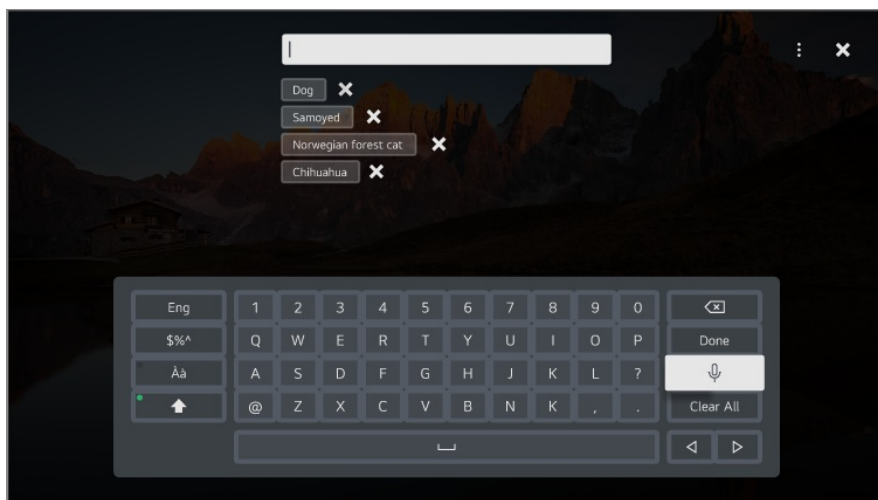 Dog
Samoyed
Norwegian forest cat
Chihuahua
Eng 1 2 3 4 5 6 7 8 9 0
$%^ Q W E R T Y U I O P Done
Àà A S D F G H J K L ?
@ Z X C V B N K , . Clear All